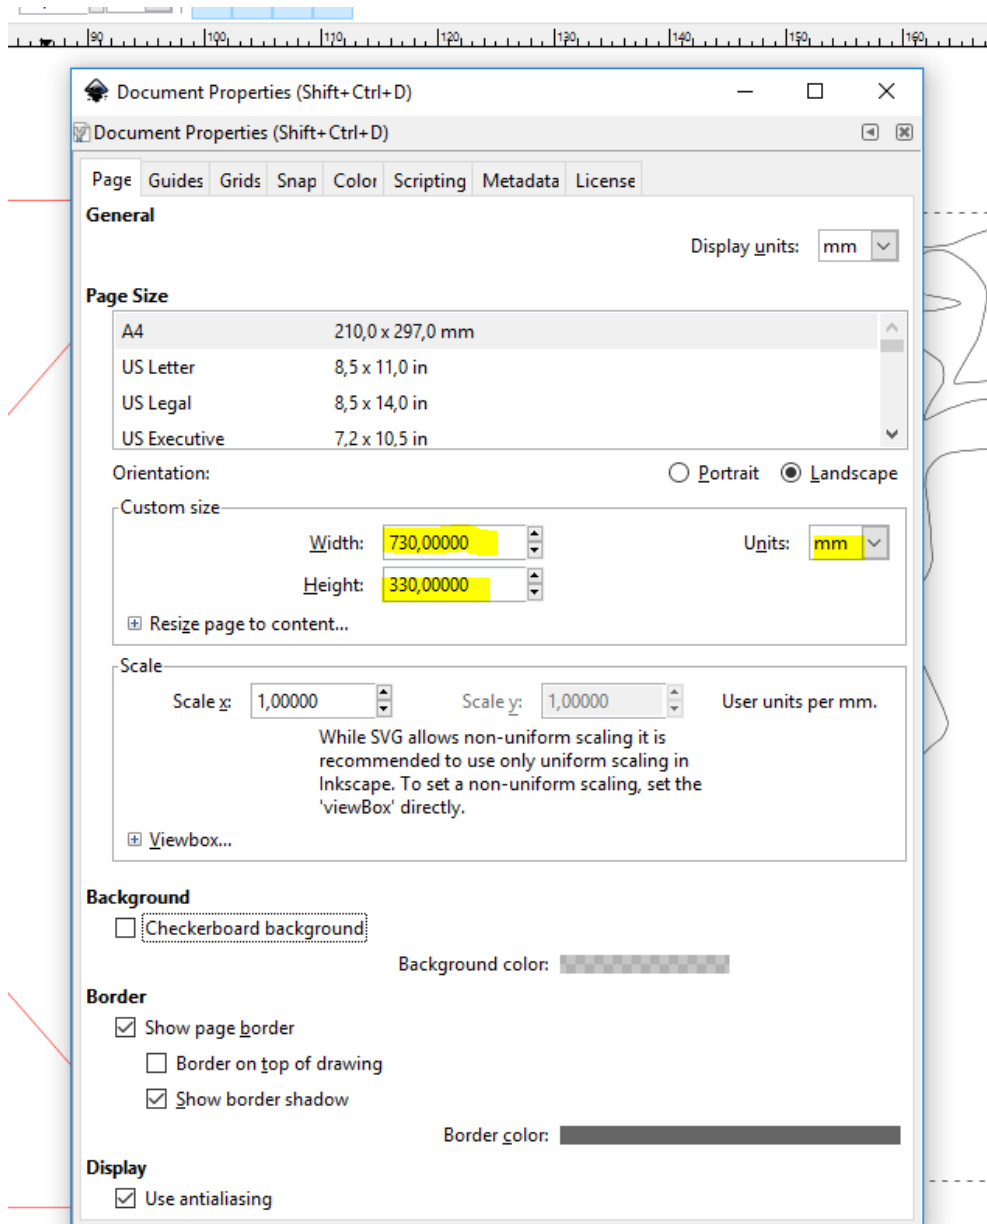 90 100 110 120 130 140 150 160
Document Properties (Shift+Ctrl+D)
Document Properties (Shift+Ctrl+D)
Page Guides Grids Snap Color Scripting Metadata License
General
Display units: mm
Page Size
A4 210,0 x 297,0 mm
US Letter 8,5 x 11,0 in
US Legal 8,5 x 14,0 in
US Executive 7,2 x 10,5 in
Orientation: Portrait Landscape
Custom size
Width: 730,00000 Units: mm
Height: 330,00000
Resize page to content...
Scale
Scale x: 1,00000 Scale y: 1,00000 User units per mm.
While SVG allows non-uniform scaling it is
recommended to use only uniform scaling in
Inkscape. To set a non-uniform scaling, set the
'viewBox' directly.
Viewbox...
Background
Checkerboard background
Background color:
Border
Show page border
Border on top of drawing
Show border shadow
Border color:
Display
Use antialiasing